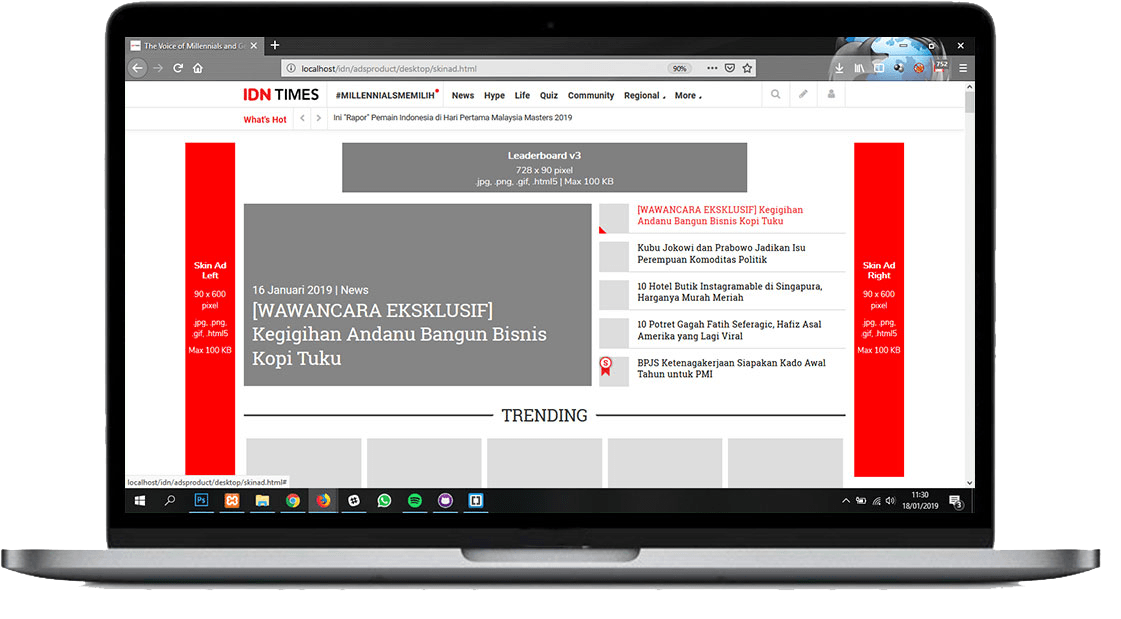 The Voice of Millennials and G
localhost/idn/adsproduct/desktop/skinad.html
90%
752
IDN TIMES
#MILLENNIALSMEMILIH
News
Hype
Life
Quiz
Community
Regional
More
What's Hot
Ini "Rapor" Pemain Indonesia di Hari Pertama Malaysia Masters 2019
Leaderboard v3
728 x 90 pixel
.jpg, .png, .gif, .html5 | Max 100 KB
Skin Ad
Left
90 x 600
pixel
.jpg, .png,
.gif, .html5
Max 100 KB
16 Januari 2019 | News
[WAWANCARA EKSKLUSIF]
Kegigihan Andanu Bangun Bisnis
Kopi Tuku
[WAWANCARA EKSKLUSIF] Kegigihan
Andanu Bangun Bisnis Kopi Tuku
Kubu Jokowi dan Prabowo Jadikan Isu
Perempuan Komoditas Politik
10 Hotel Butik Instagramable di Singapura,
Harganya Murah Meriah
10 Potret Gagah Fatih Seferagic, Hafiz Asal
Amerika yang Lagi Viral
S
BPJS Ketenagakerjaan Siapakan Kado Awal
Tahun untuk PMI
Skin Ad
Right
90 x 600
pixel
.jpg, .png,
.gif, .html5
Max 100 KB
TRENDING
localhost/idn/adsproduct/desktop/skinad.html#
Ps
11:30
18/01/2019
3